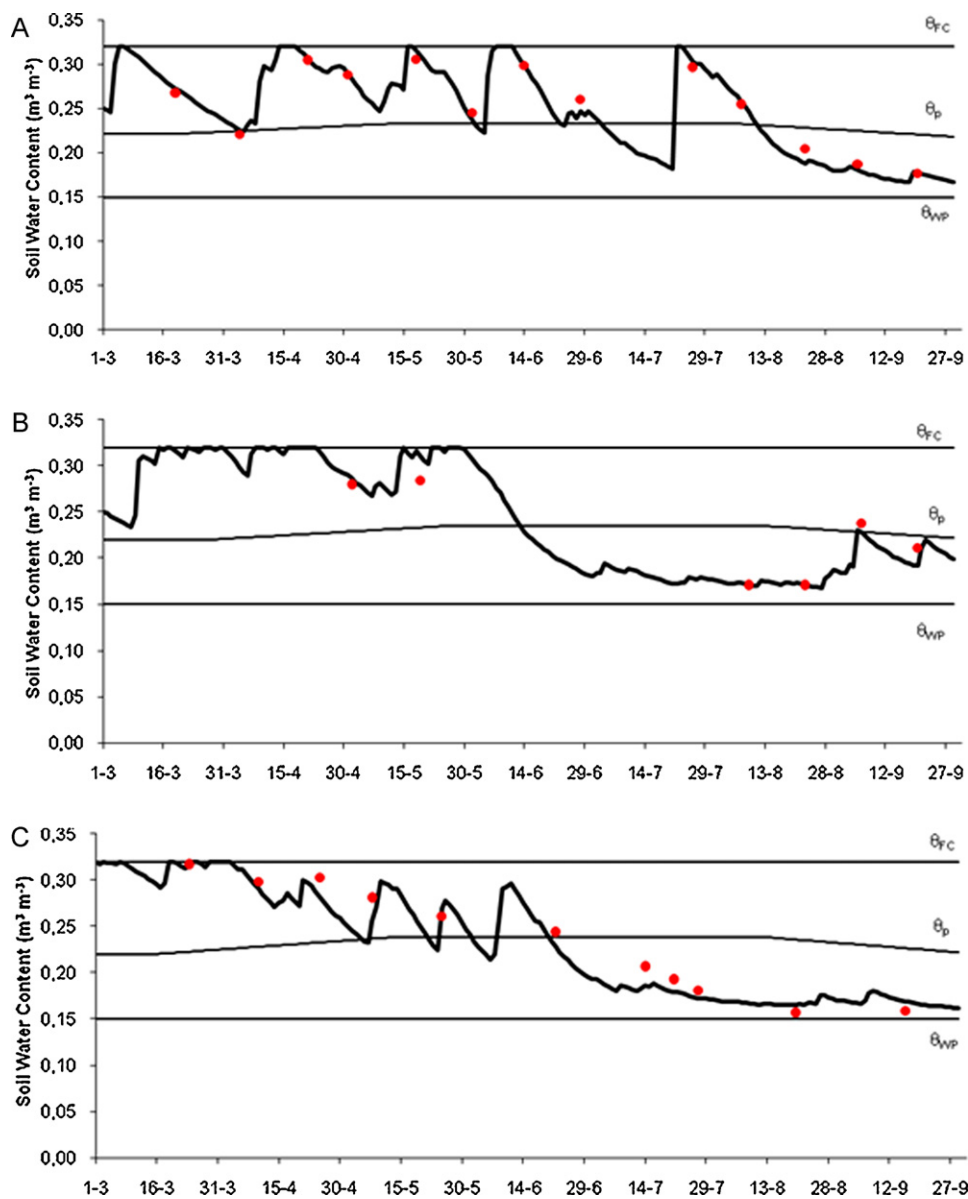 A
Soil Water Content (m³ m⁻³)
0,35
0,30
0,25
0,20
0,15
0,10
0,05
0,00
θFC
θp
θWP
1-3 16-3 31-3 15-4 30-4 15-5 30-5 14-6 29-6 14-7 29-7 13-8 28-8 12-9 27-9
B
Soil Water Content (m³ m⁻³)
0,35
0,30
0,25
0,20
0,15
0,10
0,05
0,00
θFC
θp
θWP
1-3 16-3 31-3 15-4 30-4 15-5 30-5 14-6 29-6 14-7 29-7 13-8 28-8 12-9 27-9
C
Soil Water Content (m³ m⁻³)
0,35
0,30
0,25
0,20
0,15
0,10
0,05
0,00
θFC
θp
θWP
1-3 16-3 31-3 15-4 30-4 15-5 30-5 14-6 29-6 14-7 29-7 13-8 28-8 12-9 27-9